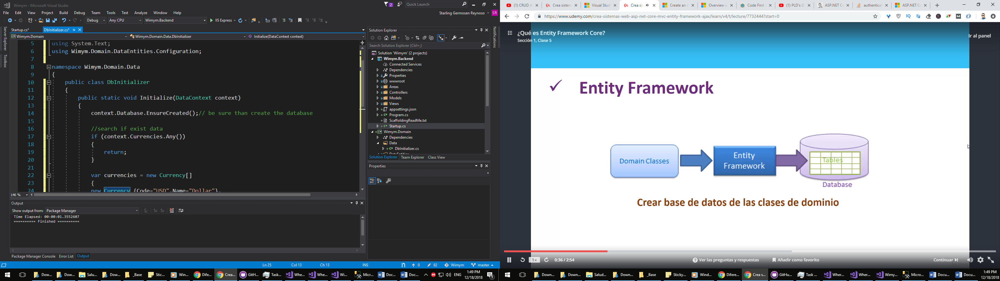 Wimym - Microsoft Visual Studio
2
Quick Launch
File Edit View Project Build Debug Team Tools Test Analyze Window Help
Starling Germosen Reynoso SR
Debug Any CPU Wimym.Backend IIS Express
Server Explorer
Toolbox
Startup.cs* DbInitializer.cs*
Wimym.Domain Wimym.Domain.Data.DbInitializer Initialize(DataContext context)
5 using System.Text;
6 using Wimym.Domain.DataEntities.Configuration;
7
8 namespace Wimym.Domain.Data
9 {
10 public class DbInitializer
11 {
12 public static void Initialize(DataContext context)
13 {
14 context.Database.EnsureCreated();// be sure than create the database
15
16 //search if exist data
17 if (context.Currencies.Any())
18 {
19 return;
20 }
21
22 var currencies = new Currency[]
23 {
24 new Currency {Code="USD",Name="Dollar"},
146 %
Output
Show output from: Package Manager
Time Elapsed: 00:00:01.3552607
========== Finished ==========
Package Manager Console Error List Output
Solution Explorer
Search Solution Explorer (Ctrl+;)
Solution 'Wimym' (2 projects)
Wimym.Backend
Connected Services
Dependencies
Properties
wwwroot
Areas
Controllers
Models
Views
appsettings.json
Program.cs
ScaffoldingReadMe.txt
Startup.cs
Wimym.Domain
Dependencies
Data
DbInitializer.cs
Solution Explorer Team Explorer Class View
Properties
Notifications
Ln 25 Col 13 Ch 13 INS 0 82 Wimym master
Dow... Dow... Salu... Dow... _Base Stic... Win... Dife... Crea... GitH... Task... Whe... Whe... Wi... Micr... Doc... Doc... ENG 1:49 PM
12/18/2018
1
(1) CRUD A Crea sistem Visual Studi Crea sis Create an A Overview o Code First (1) PLD's G ASP.NET Co authenticat ASP.NET Co
https://www.udemy.com/crea-sistemas-web-asp-net-core-mvc-entity-framework-ajax/learn/v4/t/lecture/7732444?start=0
¿Qué es Entity Framework Core?
Sección 1, Clase 5
Ir al panel
Entity Framework
Domain Classes
Entity
Framework
Tables
Database
Crear base de datos de las clases de dominio
1x 0:36 / 2:54 Ver las preguntas y respuestas Añadir como favorito Continuar
Down... Down... Salud... Down... _Base Sticky... Wind... Difere... Crea s... GitHu... Task ... Wher... Wher... Wimy... Micro... Docu... Docu... 1:49 PM
12/18/2018